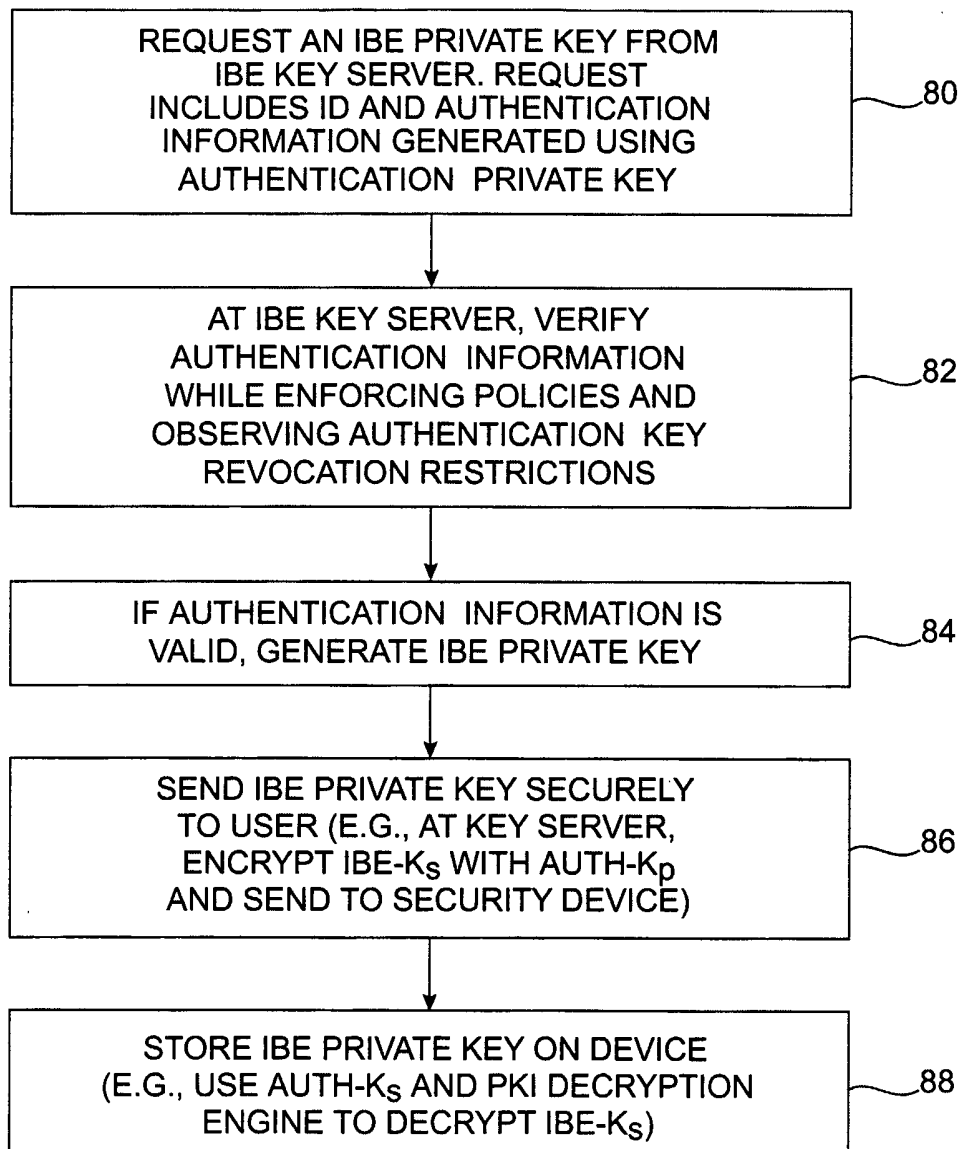 REQUEST AN IBE PRIVATE KEY FROM
IBE KEY SERVER. REQUEST
INCLUDES ID AND AUTHENTICATION
INFORMATION GENERATED USING
AUTHENTICATION PRIVATE KEY
80
AT IBE KEY SERVER, VERIFY
AUTHENTICATION INFORMATION
WHILE ENFORCING POLICIES AND
OBSERVING AUTHENTICATION KEY
REVOCATION RESTRICTIONS
82
IF AUTHENTICATION INFORMATION IS
VALID, GENERATE IBE PRIVATE KEY
84
SEND IBE PRIVATE KEY SECURELY
TO USER (E.G., AT KEY SERVER,
ENCRYPT IBE-KS WITH AUTH-Kp
AND SEND TO SECURITY DEVICE)
86
STORE IBE PRIVATE KEY ON DEVICE
(E.G., USE AUTH-KS AND PKI DECRYPTION
ENGINE TO DECRYPT IBE-KS)
88